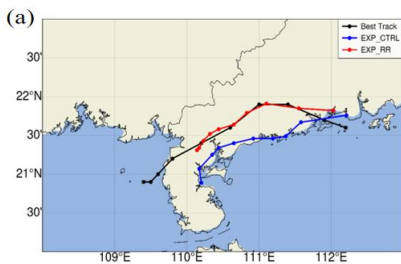 (a)
Best Track
EXP_CTRL
EXP_RR
30'
22°N
30'
21°N
30'
109°E
110°E
111°E
112°E